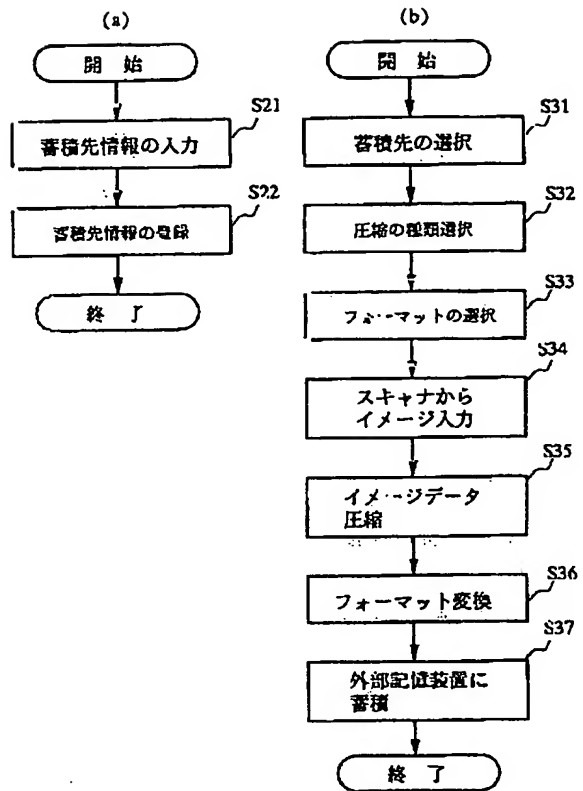 (a)
開 始
S21
蓄積先情報の入力
S22
蓄積先情報の登録
終 了
(b)
開 始
S31
蓄積先の選択
S32
圧縮の種類選択
S33
フォーマットの選択
S34
スキャナから
イメージ入力
S35
イメージデータ
圧縮
S36
フォーマット変換
S37
外部記憶装置に
蓄積
終 了